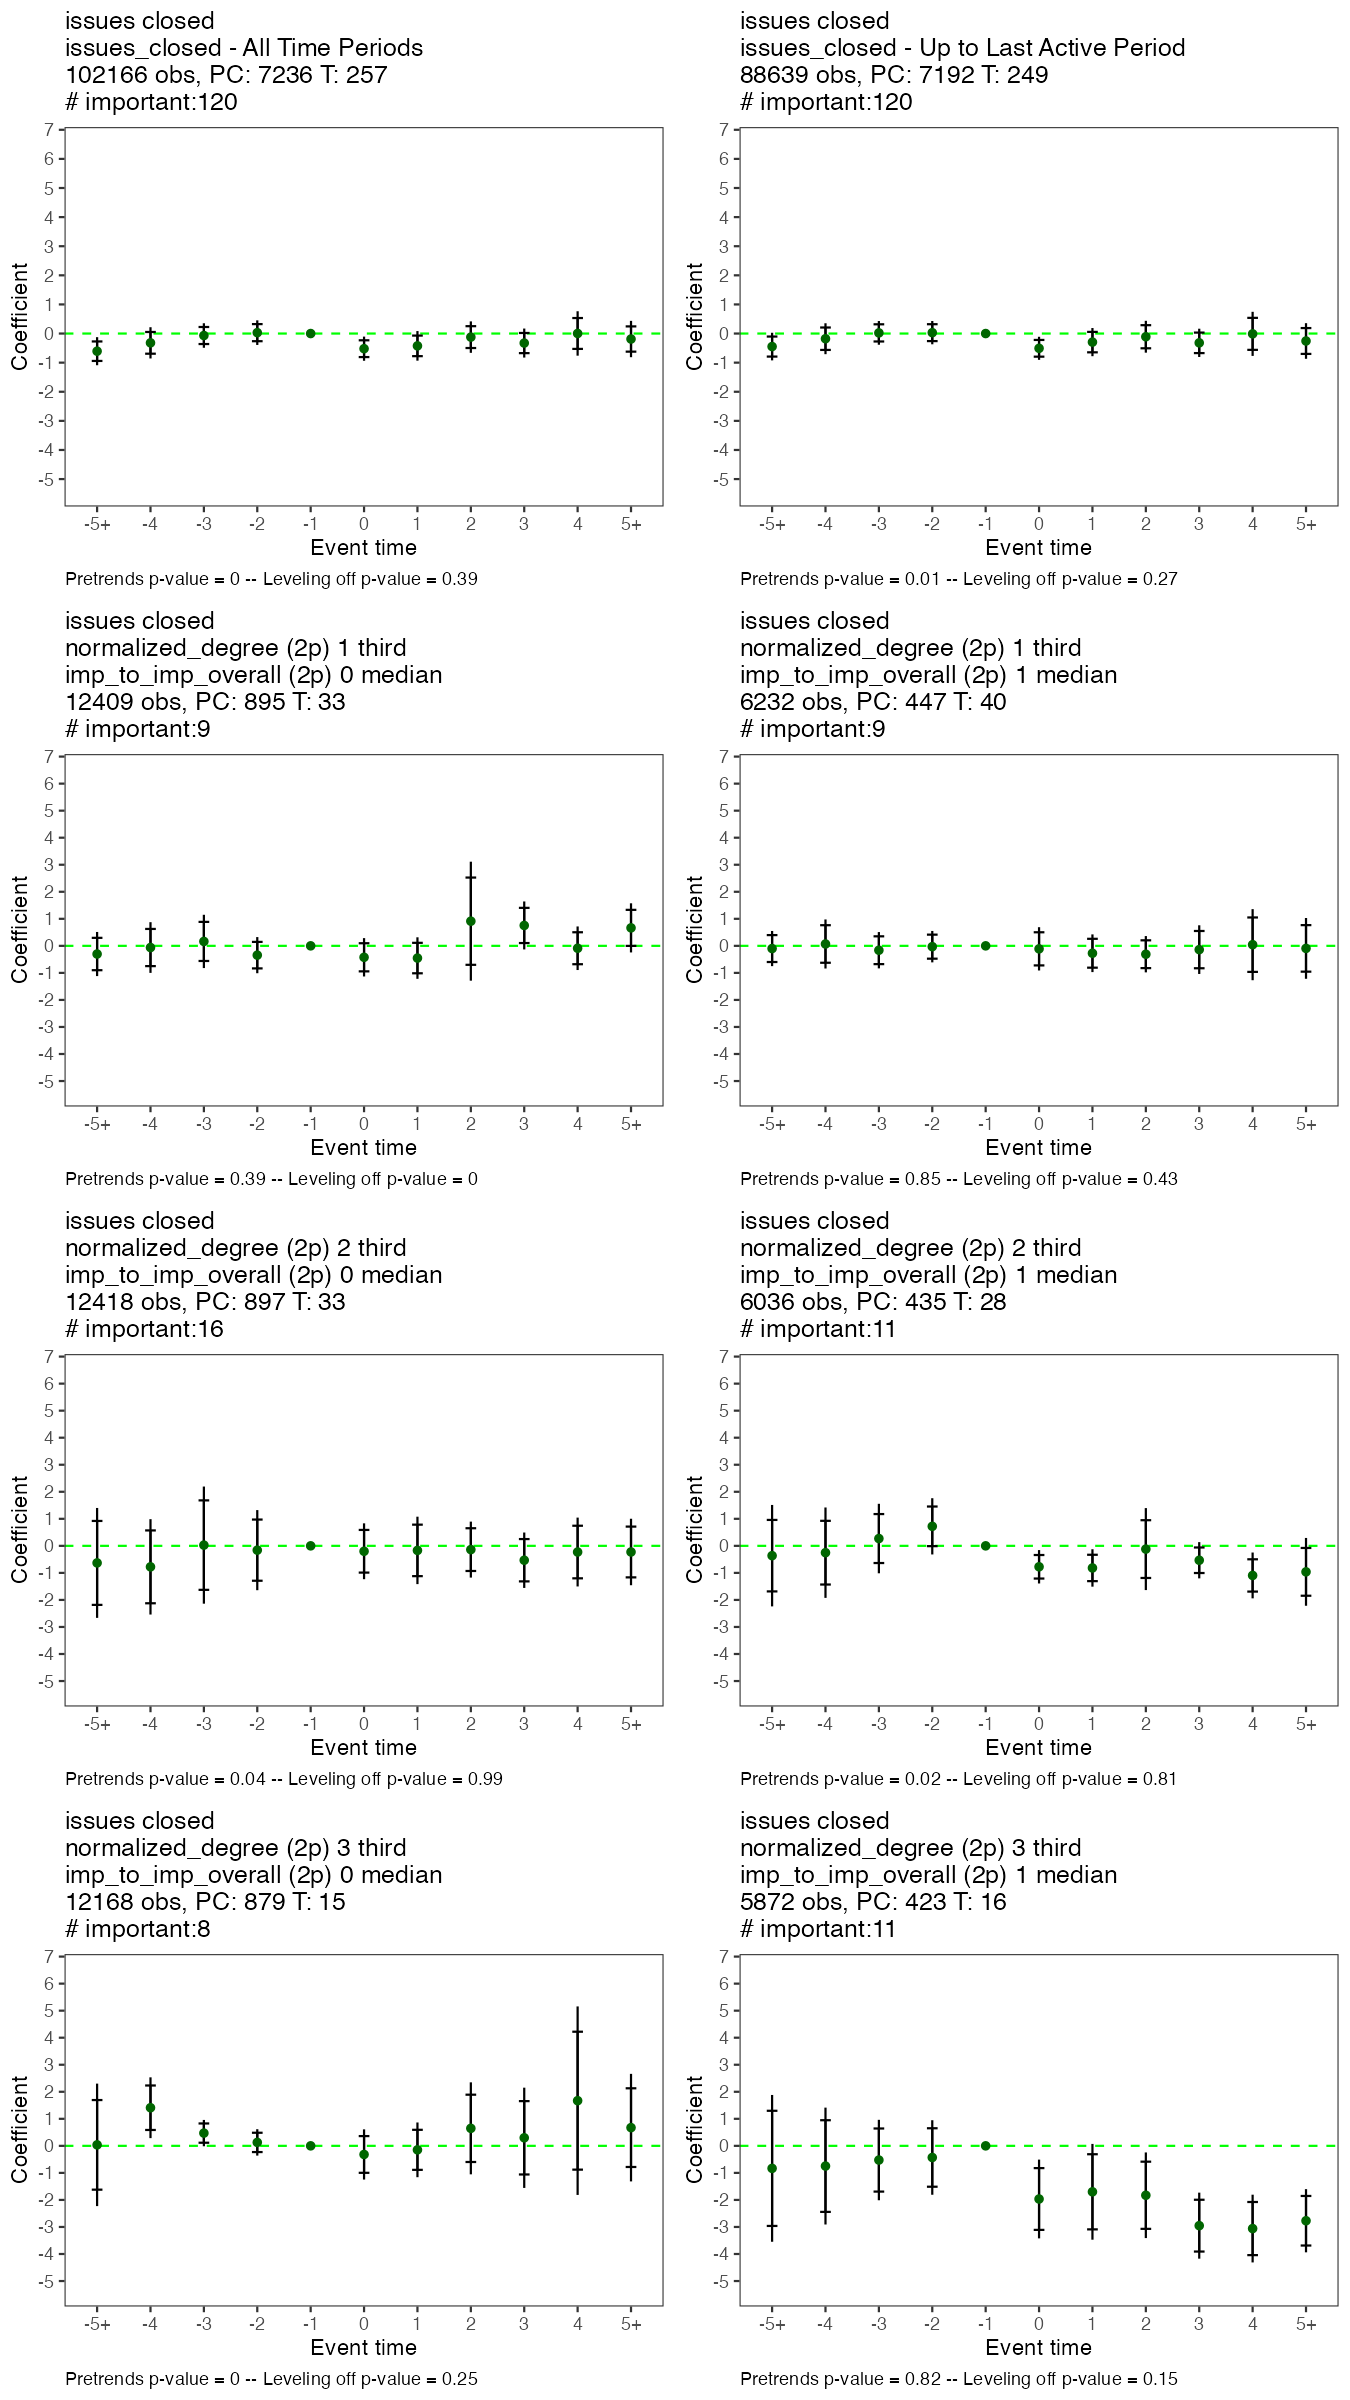 issues closed
issues_closed - All Time Periods
102166 obs, PC: 7236 T: 257
# important:120
7
6
5
4
3
2
1
0
-1
-2
-3
-4
-5
Coefficient
-5+ -4 -3 -2 -1 0 1 2 3 4 5+
Event time
Pretrends p-value = 0 -- Leveling off p-value = 0.39
issues closed
issues_closed - Up to Last Active Period
88639 obs, PC: 7192 T: 249
# important:120
7
6
5
4
3
2
1
0
-1
-2
-3
-4
-5
Coefficient
-5+ -4 -3 -2 -1 0 1 2 3 4 5+
Event time
Pretrends p-value = 0.01 -- Leveling off p-value = 0.27
issues closed
normalized_degree (2p) 1 third
imp_to_imp_overall (2p) 0 median
12409 obs, PC: 895 T: 33
# important:9
7
6
5
4
3
2
1
0
-1
-2
-3
-4
-5
Coefficient
-5+ -4 -3 -2 -1 0 1 2 3 4 5+
Event time
Pretrends p-value = 0.39 -- Leveling off p-value = 0
issues closed
normalized_degree (2p) 1 third
imp_to_imp_overall (2p) 1 median
6232 obs, PC: 447 T: 40
# important:9
7
6
5
4
3
2
1
0
-1
-2
-3
-4
-5
Coefficient
-5+ -4 -3 -2 -1 0 1 2 3 4 5+
Event time
Pretrends p-value = 0.85 -- Leveling off p-value = 0.43
issues closed
normalized_degree (2p) 2 third
imp_to_imp_overall (2p) 0 median
12418 obs, PC: 897 T: 33
# important:16
7
6
5
4
3
2
1
0
-1
-2
-3
-4
-5
Coefficient
-5+ -4 -3 -2 -1 0 1 2 3 4 5+
Event time
Pretrends p-value = 0.04 -- Leveling off p-value = 0.99
issues closed
normalized_degree (2p) 2 third
imp_to_imp_overall (2p) 1 median
6036 obs, PC: 435 T: 28
# important:11
7
6
5
4
3
2
1
0
-1
-2
-3
-4
-5
Coefficient
-5+ -4 -3 -2 -1 0 1 2 3 4 5+
Event time
Pretrends p-value = 0.02 -- Leveling off p-value = 0.81
issues closed
normalized_degree (2p) 3 third
imp_to_imp_overall (2p) 0 median
12168 obs, PC: 879 T: 15
# important:8
7
6
5
4
3
2
1
0
-1
-2
-3
-4
-5
Coefficient
-5+ -4 -3 -2 -1 0 1 2 3 4 5+
Event time
Pretrends p-value = 0 -- Leveling off p-value = 0.25
issues closed
normalized_degree (2p) 3 third
imp_to_imp_overall (2p) 1 median
5872 obs, PC: 423 T: 16
# important:11
7
6
5
4
3
2
1
0
-1
-2
-3
-4
-5
Coefficient
-5+ -4 -3 -2 -1 0 1 2 3 4 5+
Event time
Pretrends p-value = 0.82 -- Leveling off p-value = 0.15